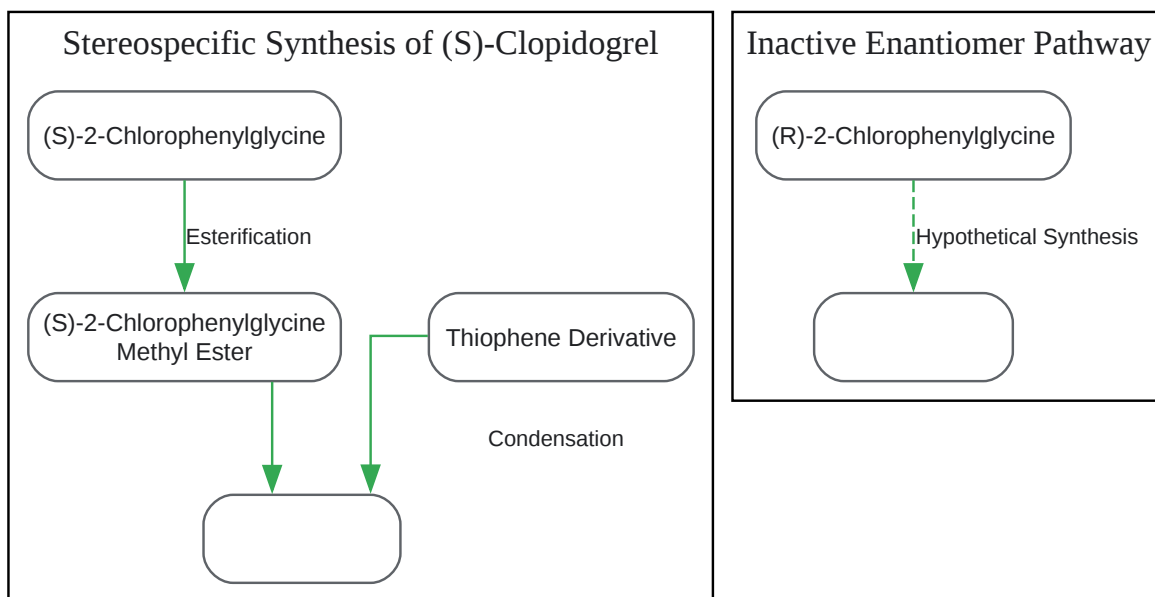 Stereospecific Synthesis of (S)-Clopidogrel
(S)-2-Chlorophenylglycine
Esterification
(S)-2-Chlorophenylglycine
Methyl Ester
Thiophene Derivative
Condensation
Inactive Enantiomer Pathway
(R)-2-Chlorophenylglycine
Hypothetical Synthesis